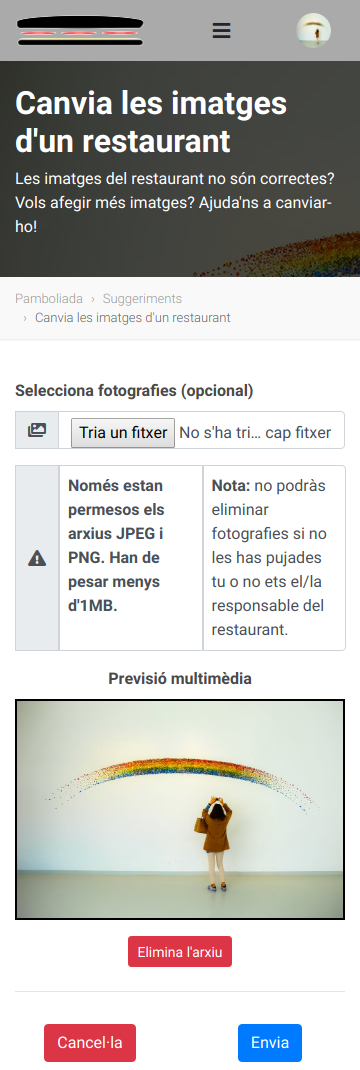 Canvia les imatges
d'un restaurant
Les imatges del restaurant no són correctes?
Vols afegir més imatges? Ajuda'ns a canviar-
ho!
Pamboliada › Suggeriments
› Canvia les imatges d'un restaurant
Selecciona fotografies (opcional)
Tria un fitxer No s'ha tri... cap fitxer
Només estan
permesos els
arxius JPEG i
PNG. Han de
pesar menys
d'1MB.
Nota: no podràs
eliminar
fotografies si no
les has pujades
tu o no ets el/la
responsable del
restaurant.
Previsió multimèdia
Elimina l'arxiu
Cancel·la
Envia